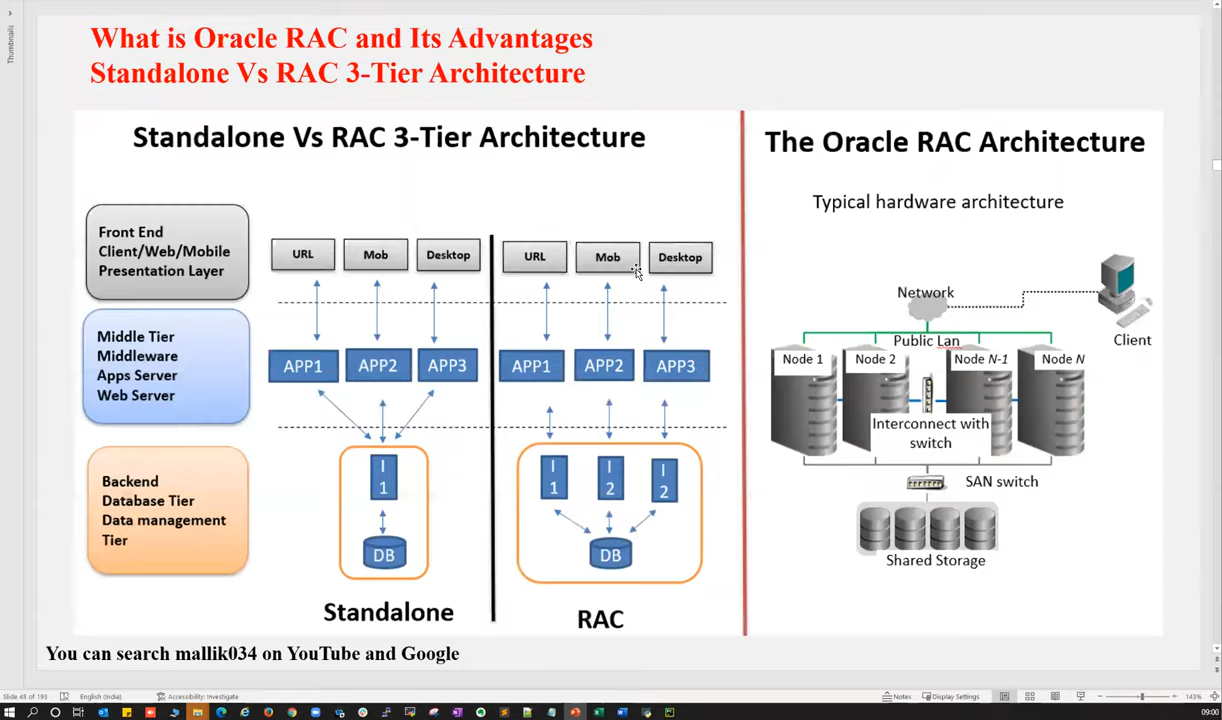 Thumbnails
What is Oracle RAC and Its Advantages
Standalone Vs RAC 3-Tier Architecture
Standalone Vs RAC 3-Tier Architecture
Front End
Client/Web/Mobile
Presentation Layer
URL Mob Desktop
URL Mob Desktop
Middle Tier
Middleware
Apps Server
Web Server
APP1 APP2 APP3
APP1 APP2 APP3
Backend
Database Tier
Data management
Tier
I
1
DB
I
1
I
2
I
2
DB
Standalone
RAC
The Oracle RAC Architecture
Typical hardware architecture
Network
Client
Public Lan
Node 1 Node 2 Node N-1 Node N
Interconnect with
switch
SAN switch
Shared Storage
You can search mallik034 on YouTube and Google
Slide 48 of 193 English (India) Accessibility: Investigate Notes Display Settings 143%
09:00